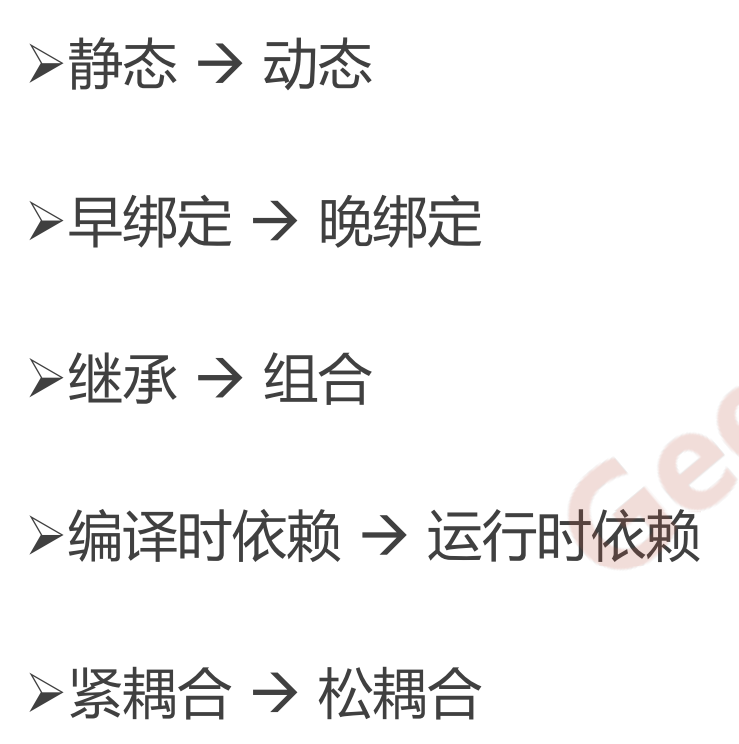 ➢静态 → 动态
➢早绑定 → 晚绑定
➢继承 → 组合
➢编译时依赖 → 运行时依赖
➢紧耦合 → 松耦合
Gee